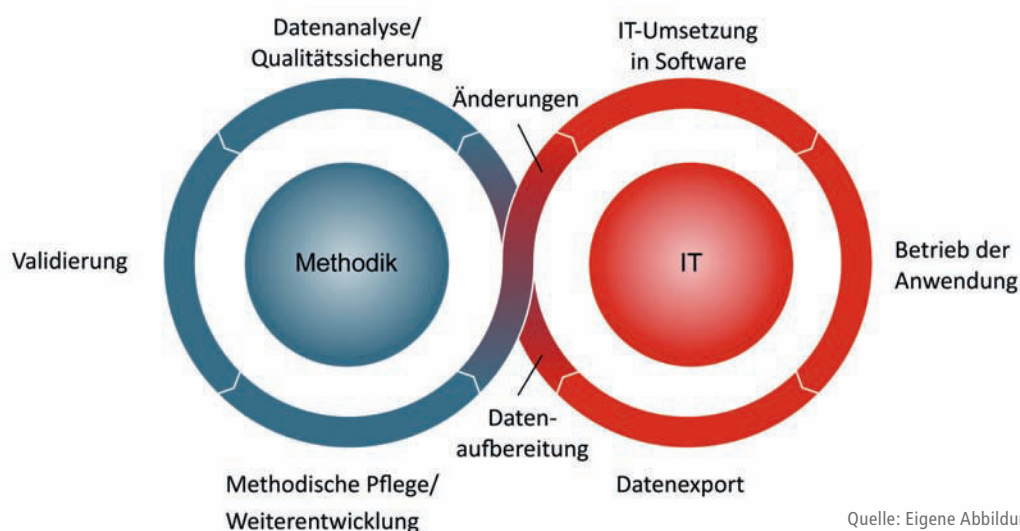 Datenanalyse/
Qualitätssicherung
IT-Umsetzung
in Software
Änderungen
Validierung
Methodik
IT
Betrieb der
Anwendung
Daten-
aufbereitung
Methodische Pflege/
Weiterentwicklung
Datenexport
Quelle: Eigene